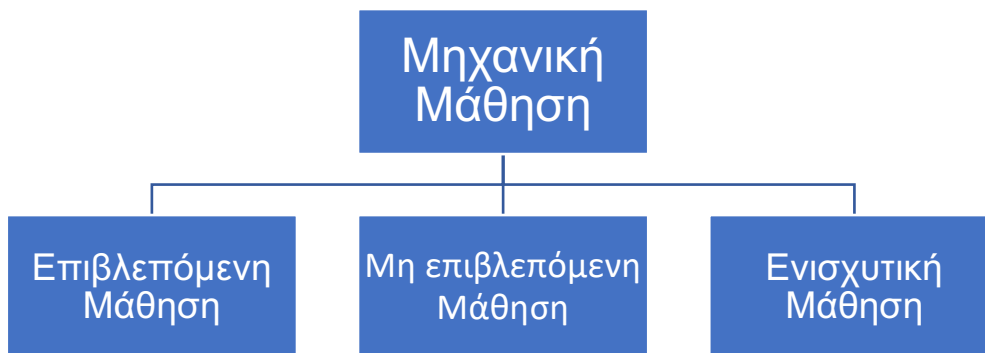 Μηχανική
Μάθηση
Επιβλεπόμενη
Μάθηση
Μη επιβλεπόμενη
Μάθηση
Ενισχυτική
Μάθηση